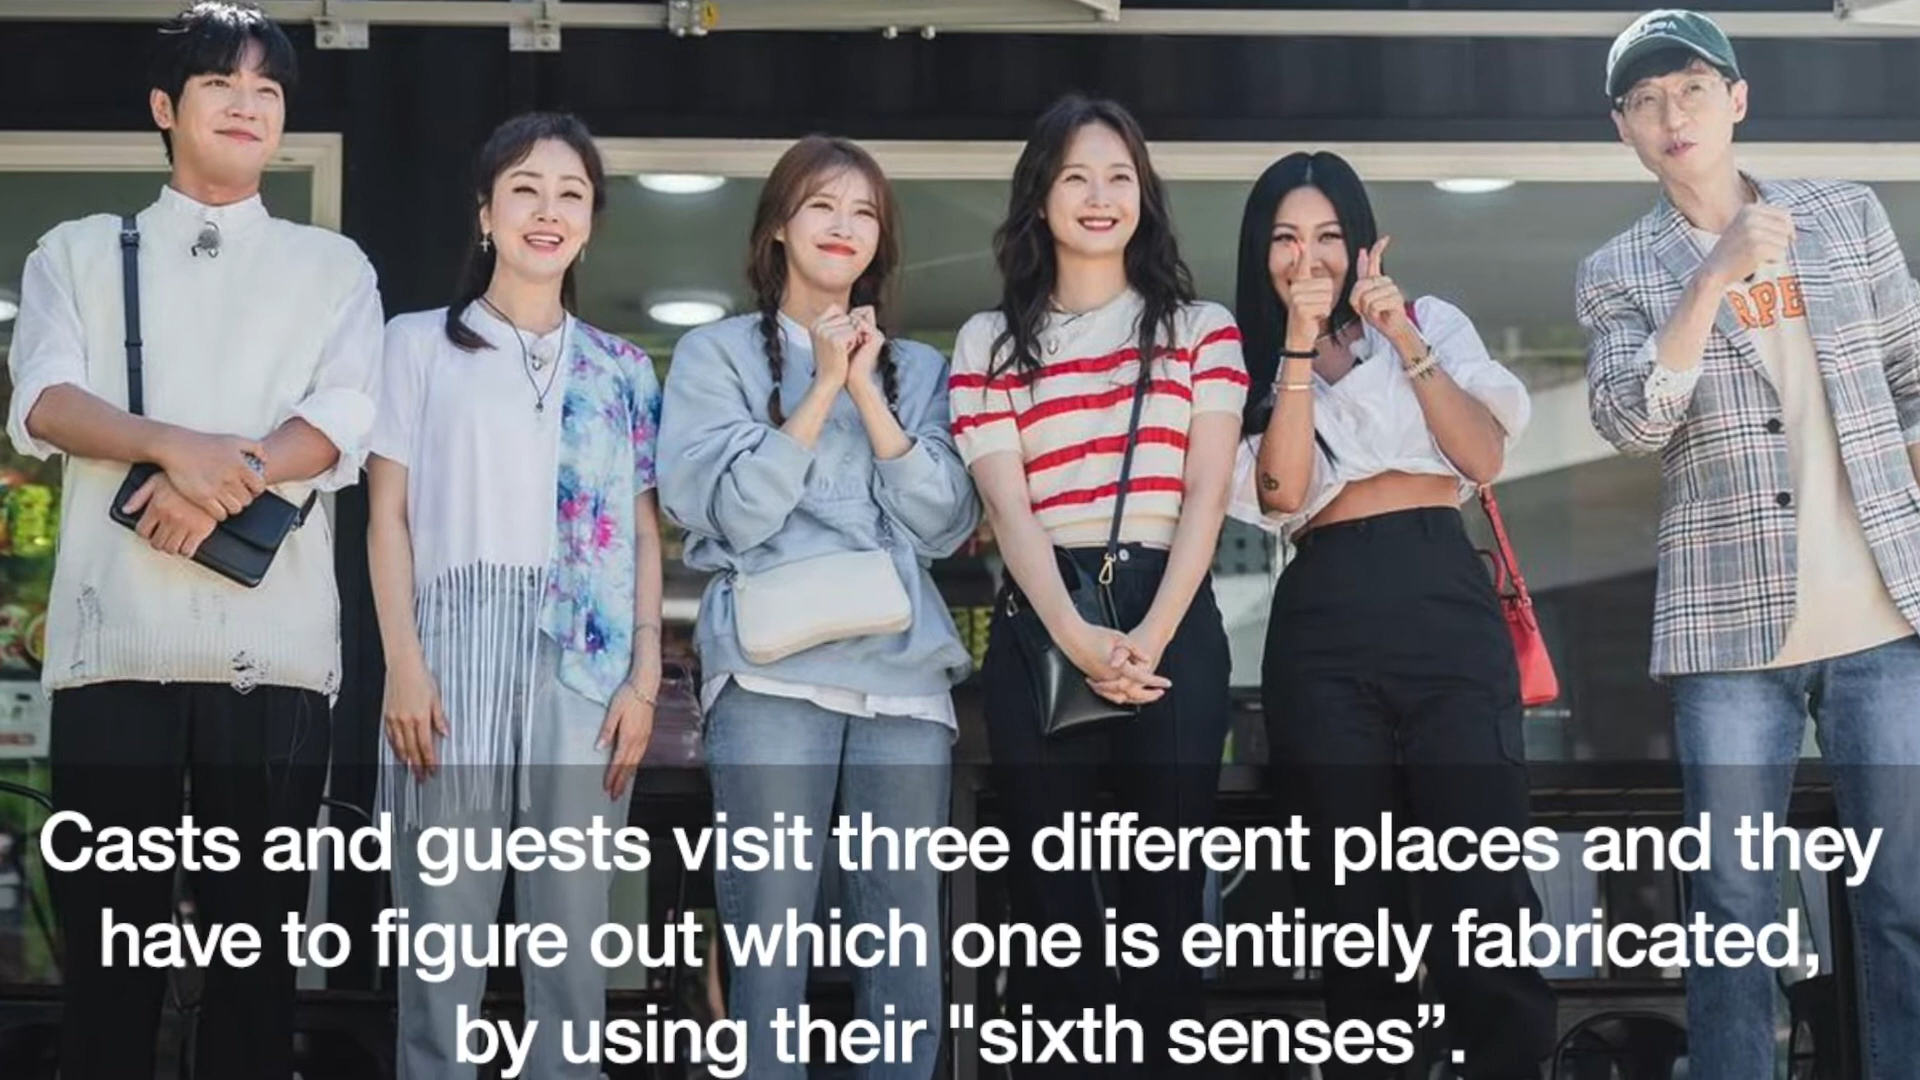 RPE
Casts and guests visit three different places and they
have to figure out which one is entirely fabricated,
by using their "sixth senses”.